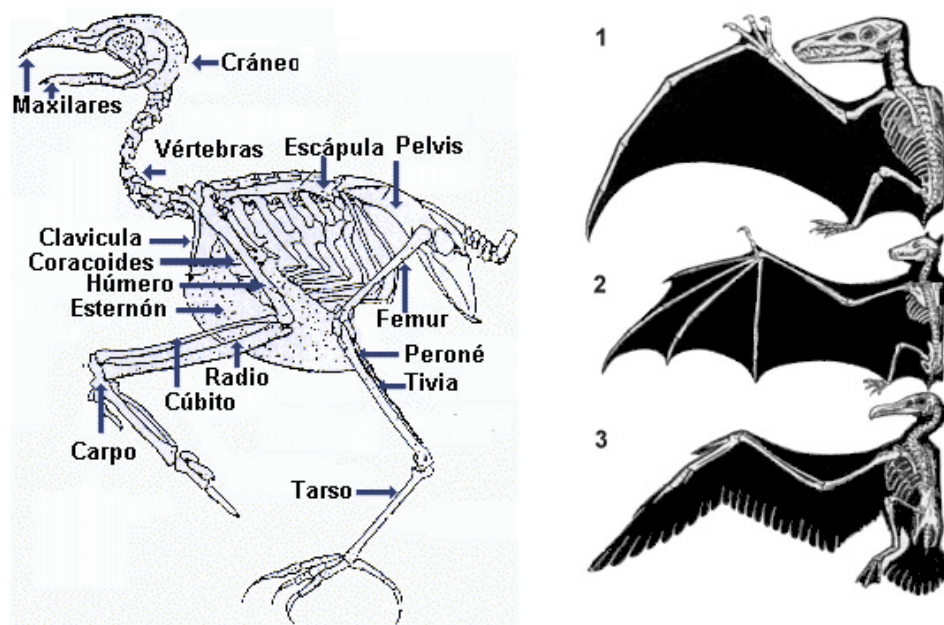 Cráneo
Maxilares
Vértebras
Escápula
Pelvis
Clavicula
Coracoides
Húmero
Esternón
Femur
Peroné
Radio
Tivia
Cúbito
Carpo
Tarso
1
2
3